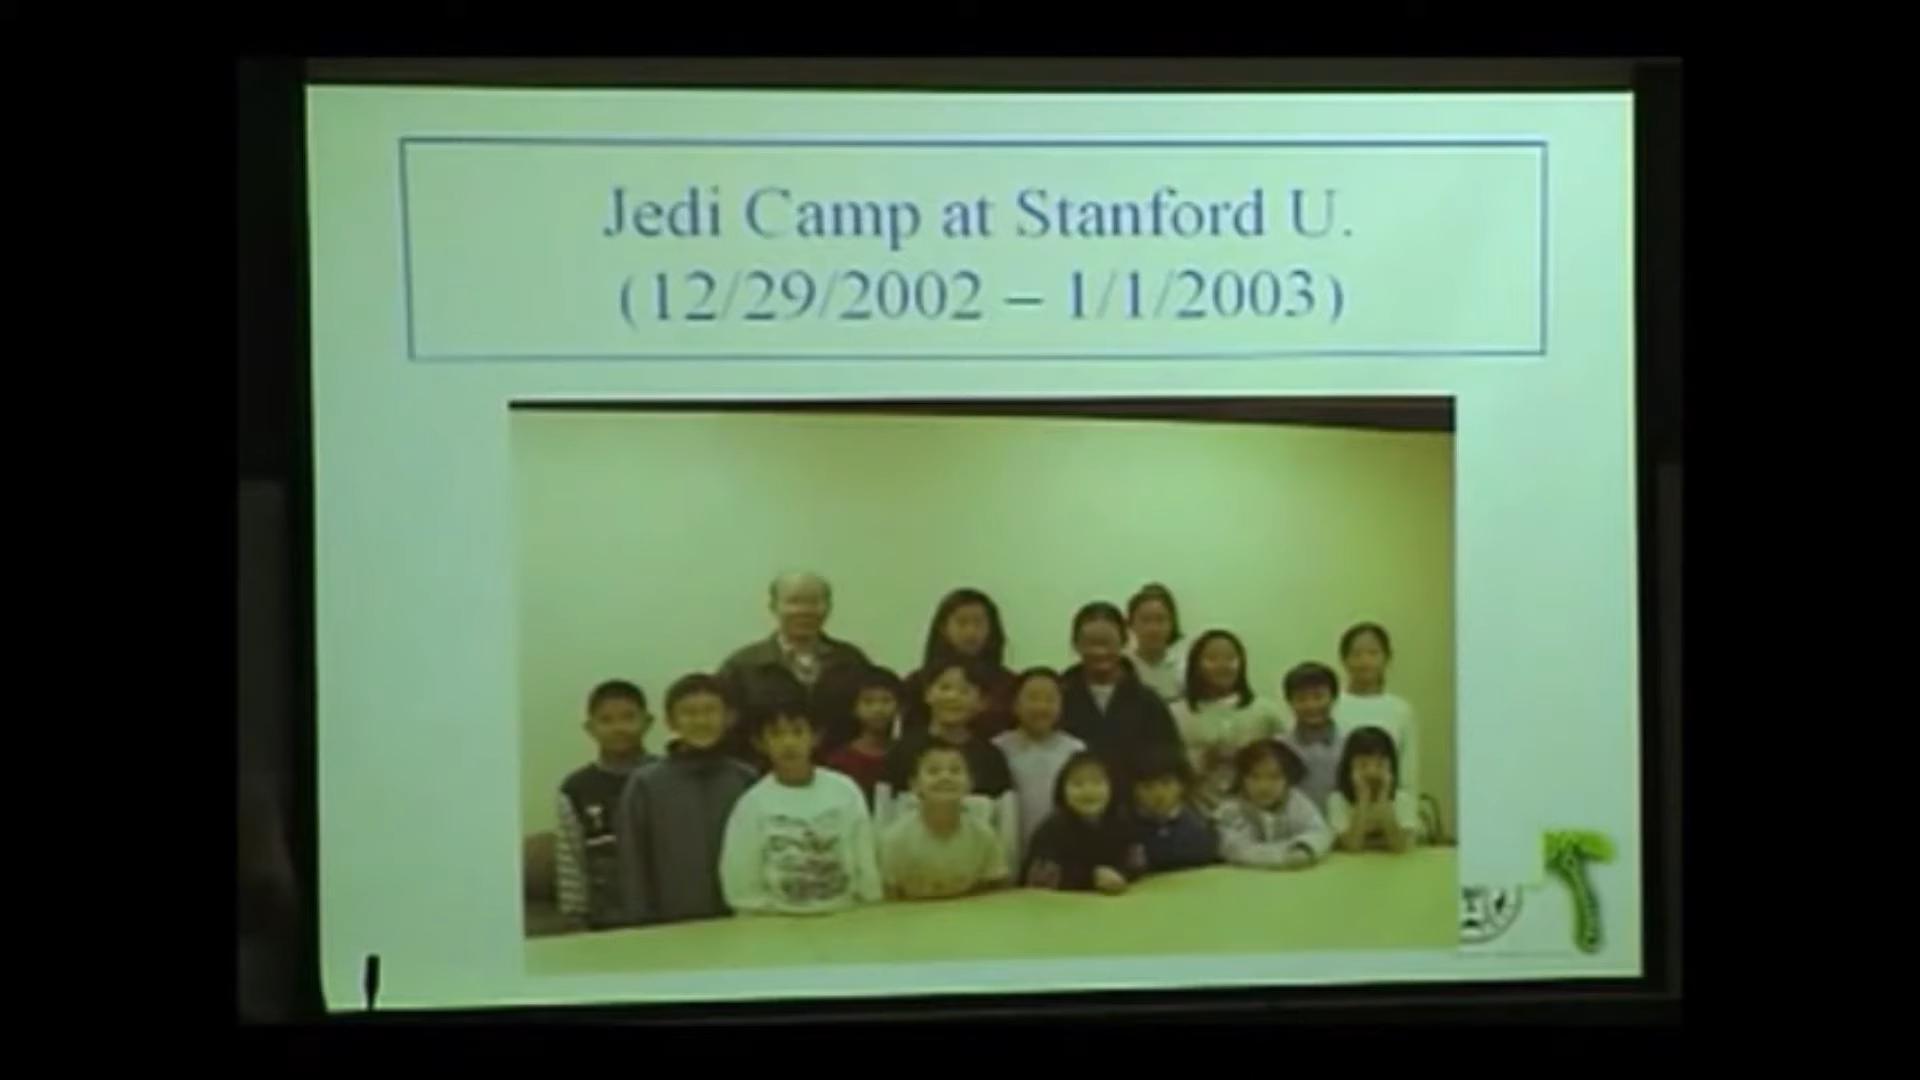 Jedi Camp at Stanford U.
(12/29/2002 – 1/1/2003)